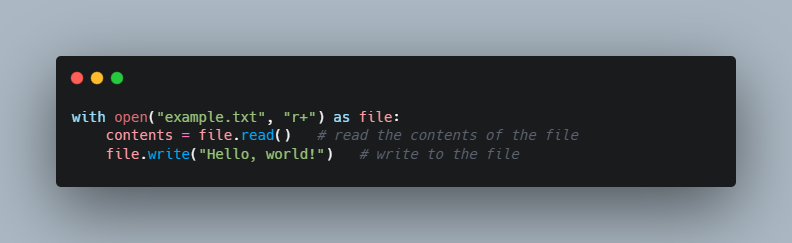 with open("example.txt", "r+") as file:
    contents = file.read()   # read the contents of the file
    file.write("Hello, world!")   # write to the file